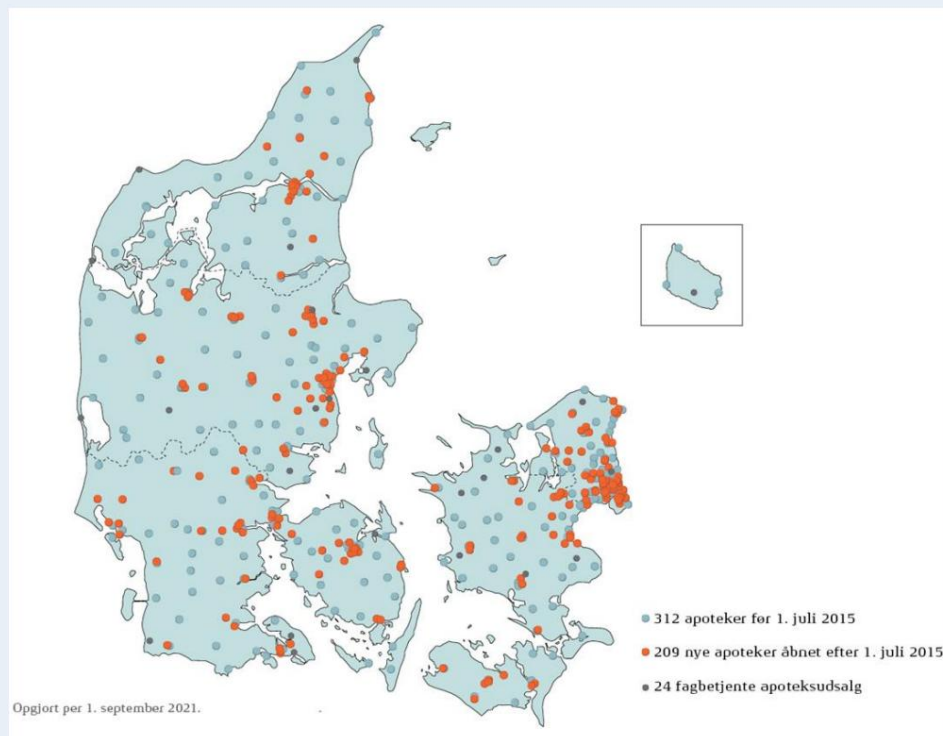 312 apoteker før 1. juli 2015
209 nye apoteker åbnet efter 1. juli 2015
24 fagbetjente apoteksudsalg
Opgjort per 1. september 2021.